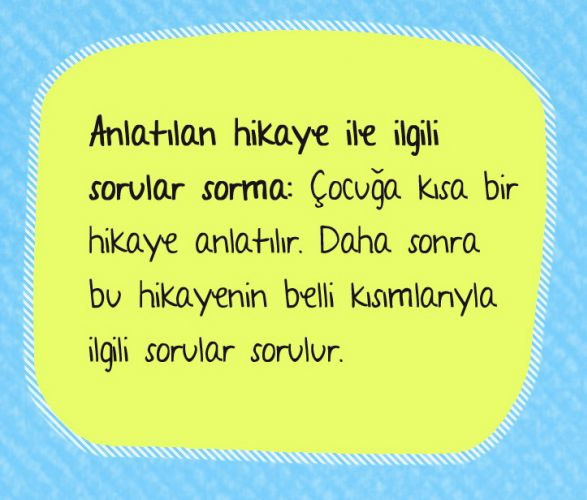 Anlatılan hikaye ile ilgili
sorular sorma: Çocuğa kısa bir
hikaye anlatılır. Daha sonra
bu hikayenin belli kısımlarıyla
ilgili sorular sorulur.